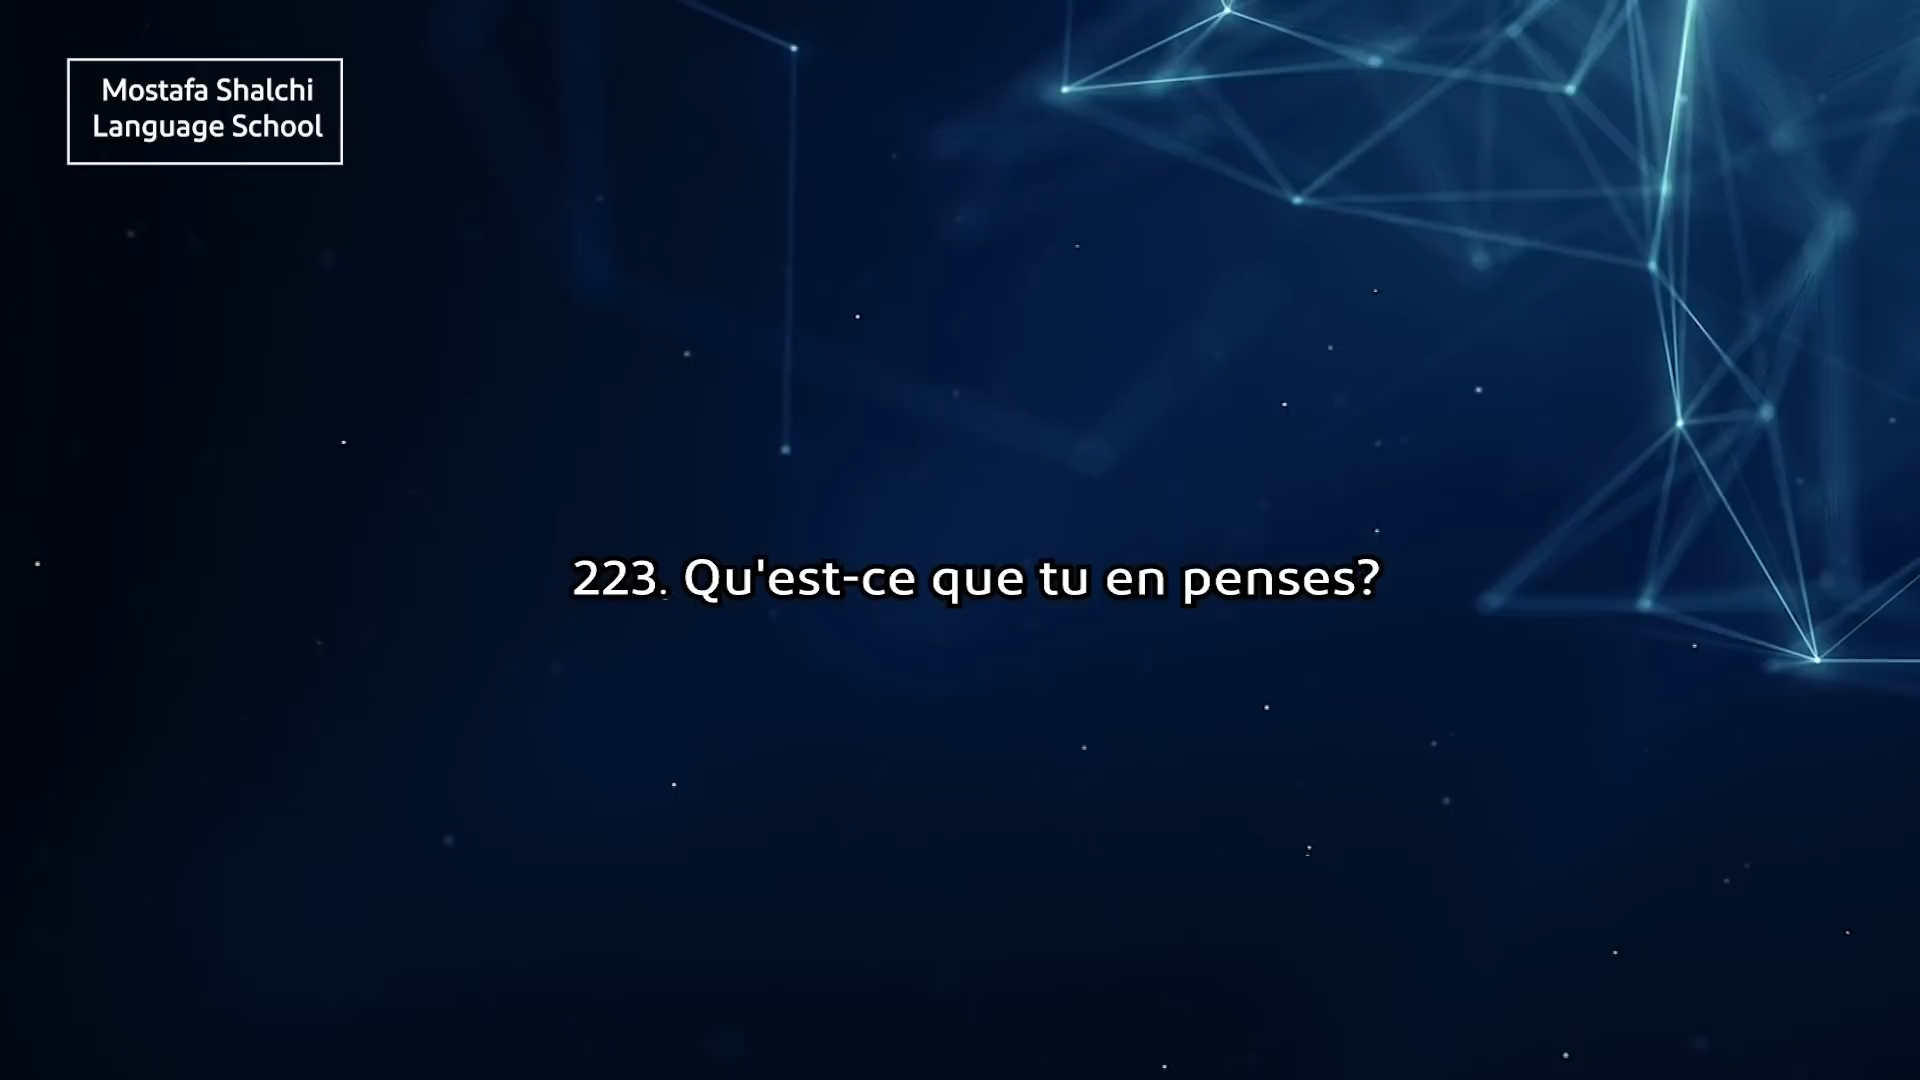 Mostafa Shalchi
Language School
223. Qu'est-ce que tu en penses?